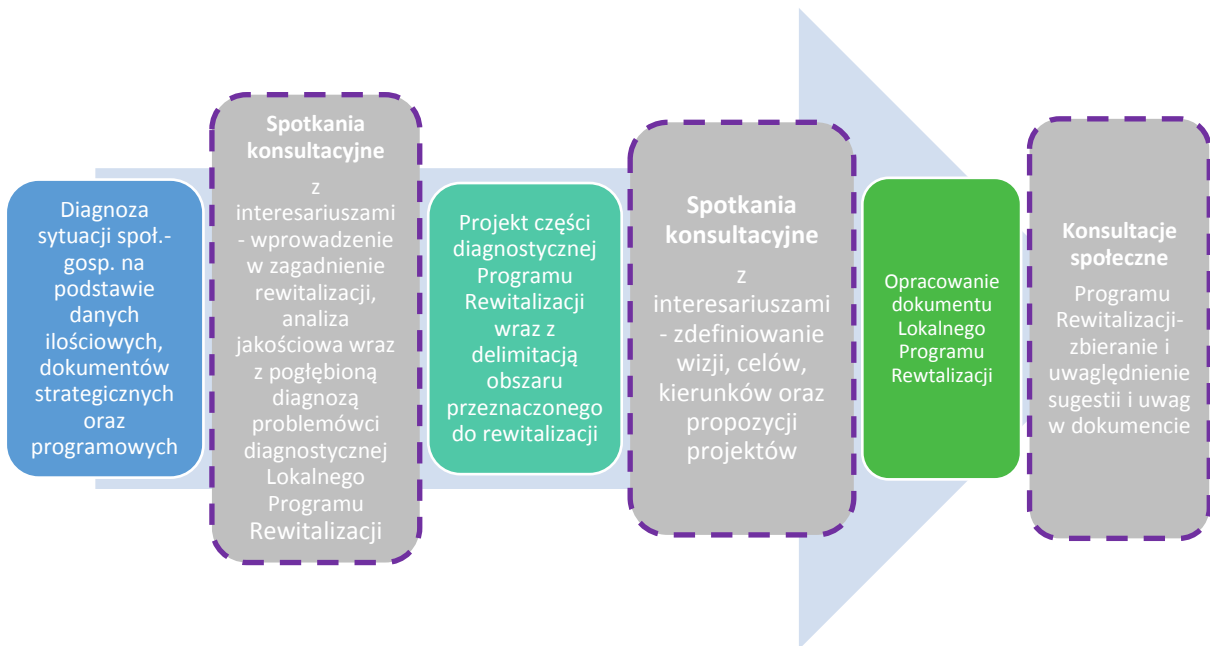 Diagnoza
sytuacji społ.-
gosp. na
podstawie
danych
ilościowych,
dokumentów
strategicznych
oraz
programowych
Spotkania
konsultacyjne
z
interesariuszami
- wprowadzenie
w zagadnienie
rewitalizacji,
analiza
jakościowa wraz
z pogłębioną
diagnozą
problemówci
diagnostycznej
Lokalnego
Programu
Rewitalizacji
Projekt części
diagnostycznej
Programu
Rewitalizacji
wraz z
delimitacją
obszaru
przeznaczonego
do rewitalizacji
Spotkania
konsultacyjne
z
interesariuszami
- zdefiniowanie
wizji, celów,
kierunków oraz
propozycji
projektów
Opracowanie
dokumentu
Lokalnego
Programu
Rewtalizacji
Konsultacje
społeczne
Programu
Rewitalizacji-
zbieranie i
uwaględnienie
sugestii i uwag
w dokumencie